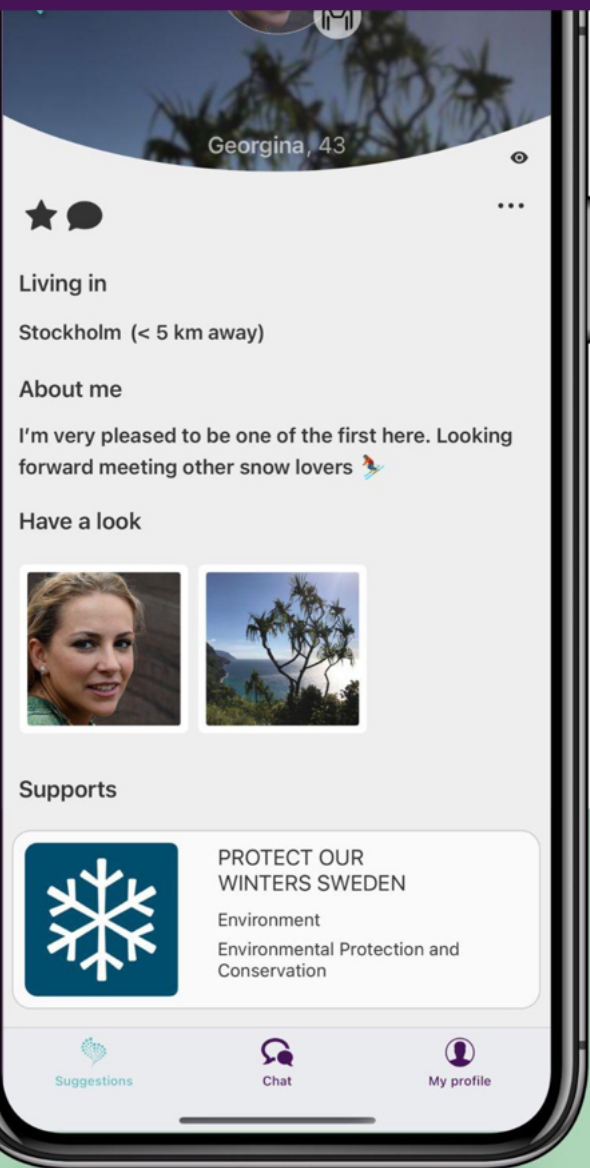 Georgina, 43
Living in
Stockholm (< 5 km away)
About me
I'm very pleased to be one of the first here. Looking
forward meeting other snow lovers ⛷️
Have a look
Supports
PROTECT OUR
WINTERS SWEDEN
Environment
Environmental Protection and
Conservation
Suggestions
Chat
My profile